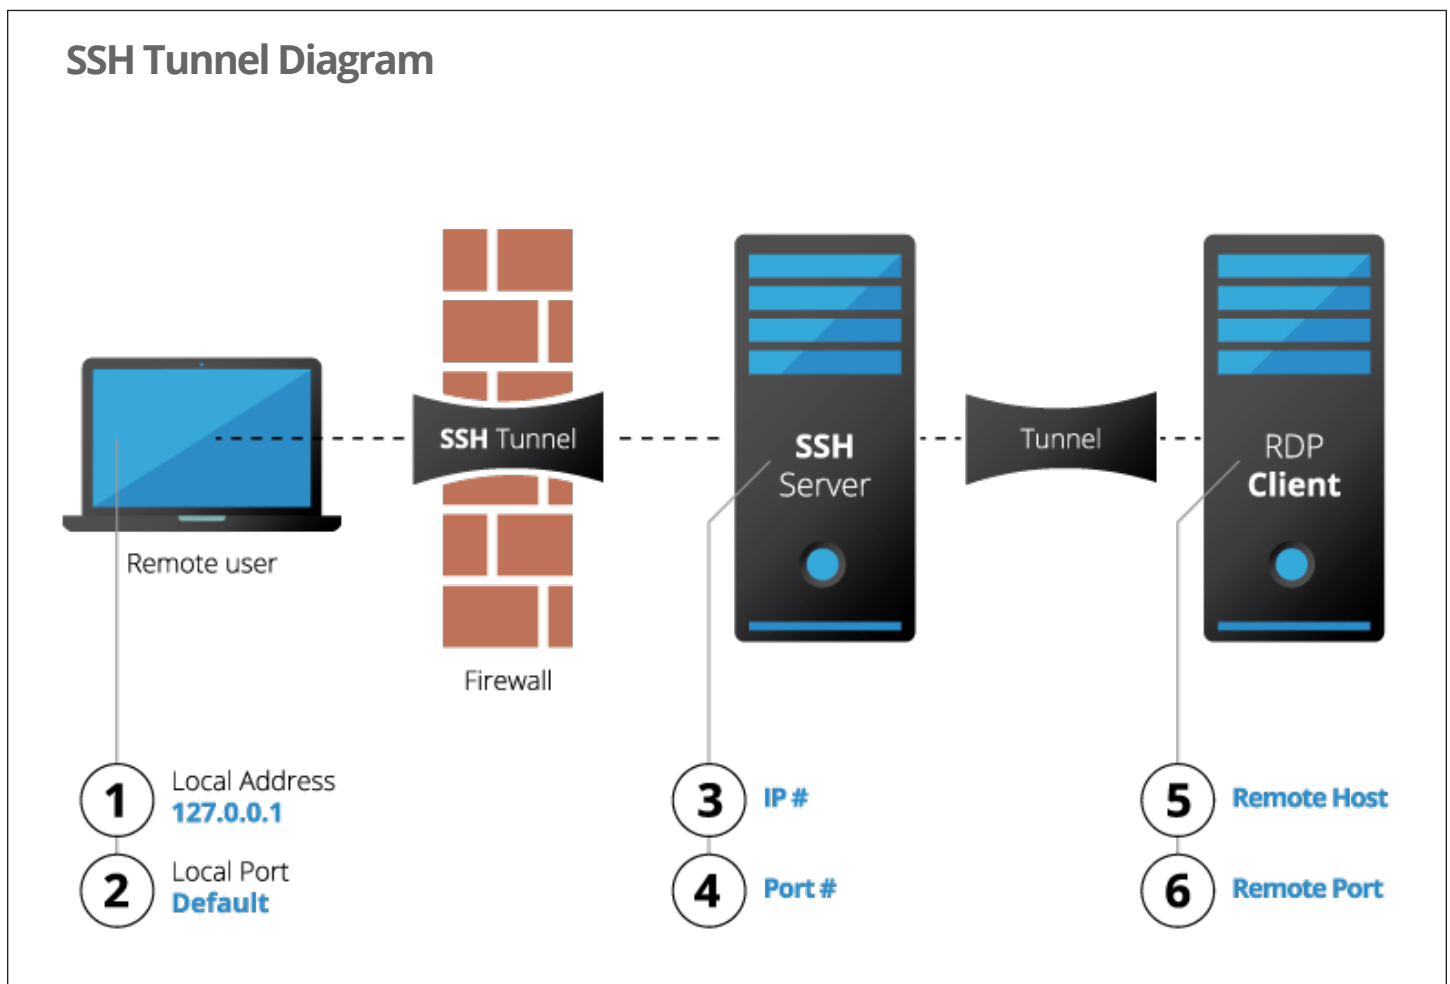 SSH Tunnel Diagram
SSH Tunnel
SSH
Server
Tunnel
RDP
Client
Remote user
Firewall
1
Local Address
127.0.0.1
2
Local Port
Default
3
IP #
4
Port #
5
Remote Host
6
Remote Port